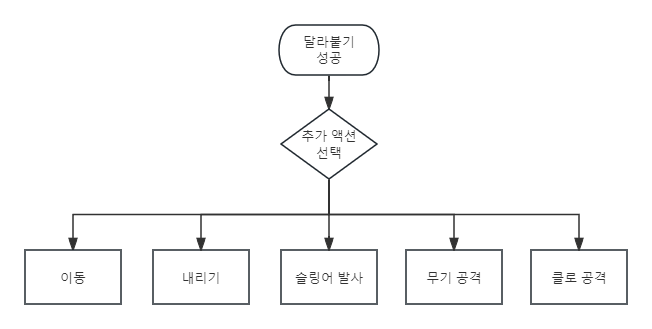 달라붙기
성공
추가 액션
선택
이동
내리기
슬링어 발사
무기 공격
클로 공격